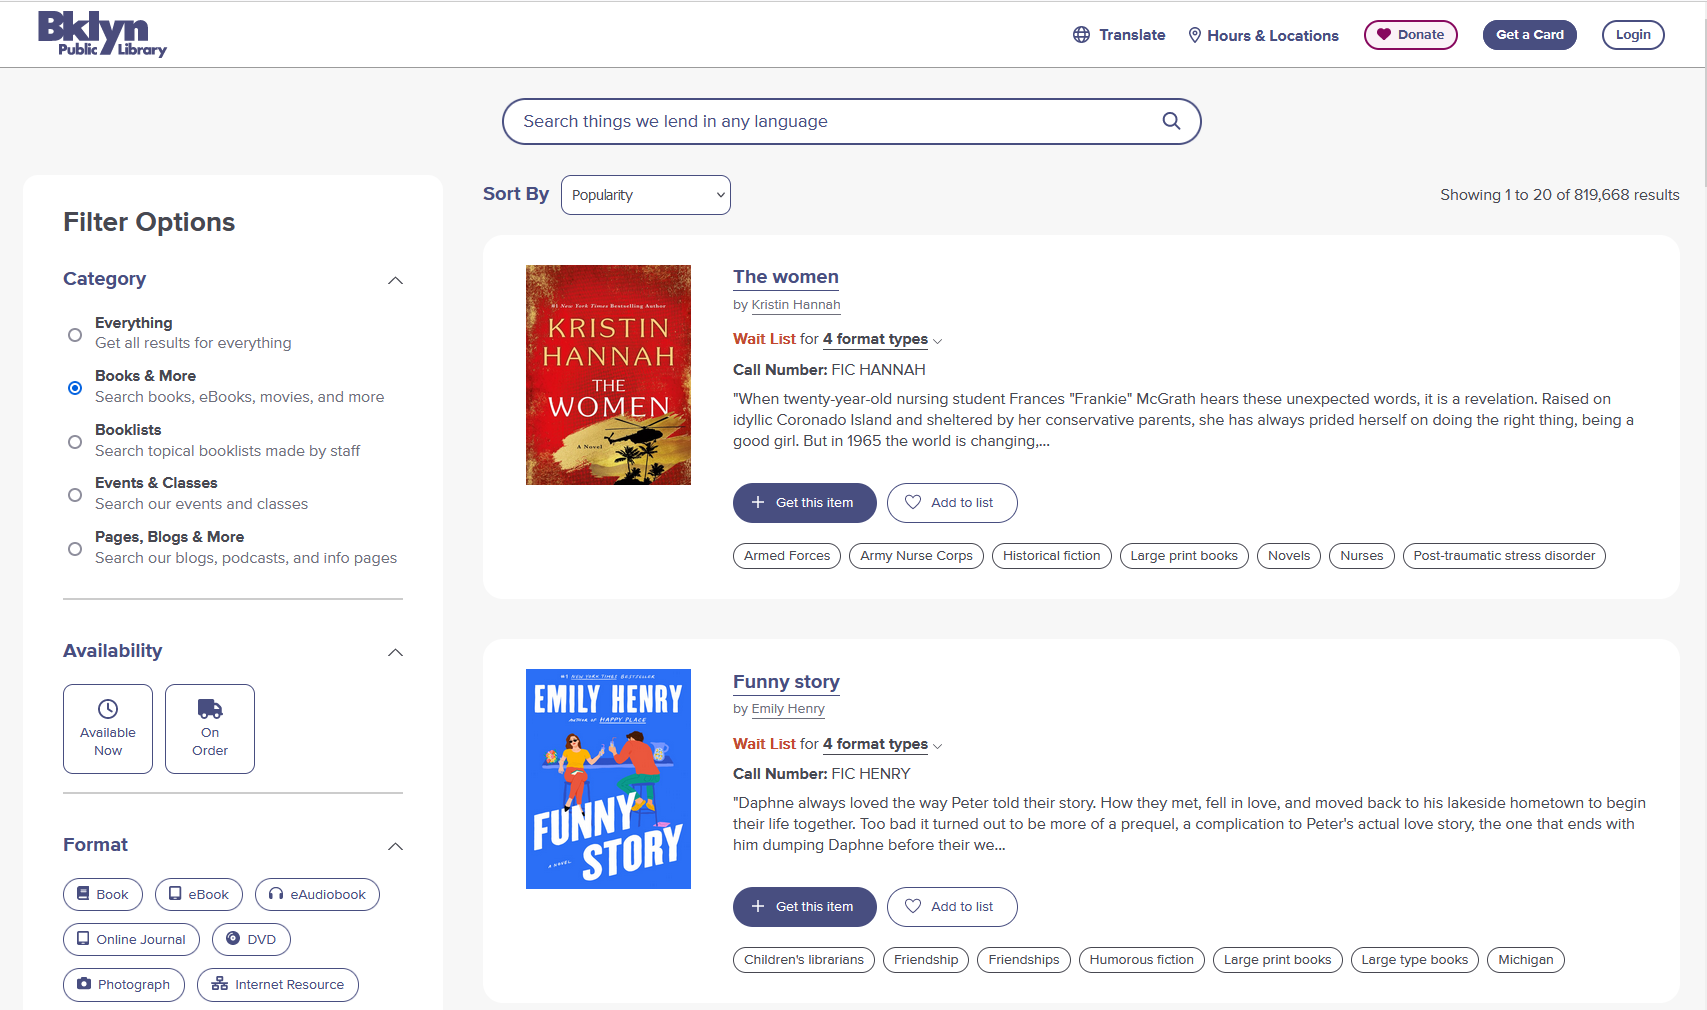 Bklyn
Public Library
Translate
Hours & Locations
Donate
Get a Card
Login
Search things we lend in any language
Sort By
Popularity
Showing 1 to 20 of 819,668 results
Filter Options
Category
Everything
Get all results for everything
Books & More
Search books, eBooks, movies, and more
Booklists
Search topical booklists made by staff
Events & Classes
Search our events and classes
Pages, Blogs & More
Search our blogs, podcasts, and info pages
Availability
Available
Now
On
Order
Format
Book
eBook
eAudiobook
Online Journal
DVD
Photograph
Internet Resource
#1 New York Times Bestselling Author
KRISTIN
HANNAH
THE
WOMEN
A Novel
The women
by Kristin Hannah
Wait List for 4 format types
Call Number: FIC HANNAH
"When twenty-year-old nursing student Frances "Frankie" McGrath hears these unexpected words, it is a revelation. Raised on
idyllic Coronado Island and sheltered by her conservative parents, she has always prided herself on doing the right thing, being a
good girl. But in 1965 the world is changing,...
Get this item
Add to list
Armed Forces
Army Nurse Corps
Historical fiction
Large print books
Novels
Nurses
Post-traumatic stress disorder
#1 NEW YORK TIMES BESTSELLER
EMILY HENRY
AUTHOR OF HAPPY PLACE
FUNNY
STORY
A NOVEL
Funny story
by Emily Henry
Wait List for 4 format types
Call Number: FIC HENRY
"Daphne always loved the way Peter told their story. How they met, fell in love, and moved back to his lakeside hometown to begin
their life together. Too bad it turned out to be more of a prequel, a complication to Peter's actual love story, the one that ends with
him dumping Daphne before their we...
Get this item
Add to list
Children's librarians
Friendship
Friendships
Humorous fiction
Large print books
Large type books
Michigan